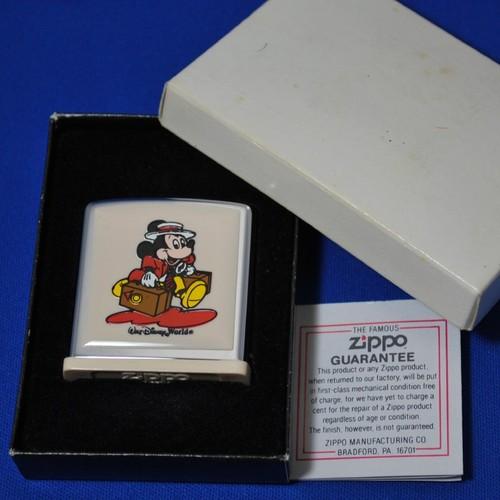 Walt Disney World®
ZIPPO
THE FAMOUS
zippo
GUARANTEE
This product or any Zippo product,
when returned to our factory, will be put
in first-class mechanical condition free
of charge, for we have yet to charge a
cent for the repair of a Zippo product
regardless of age or condition.
The finish, however, is not guaranteed.
ZIPPO MANUFACTURING CO.
BRADFORD, PA. 16701